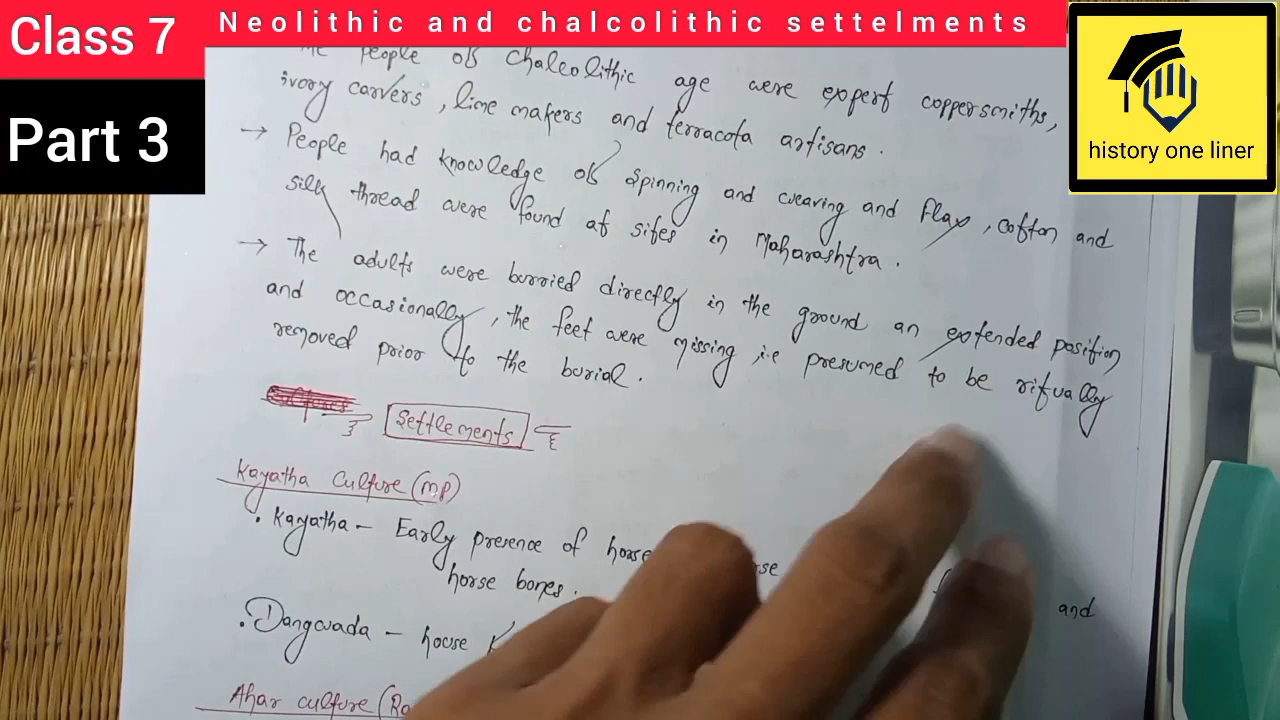 Class 7
Neolithic and chalcolithic settelments
Part 3
history one liner
The people of Chalcolithic age were expert coppersmiths,
ivory carvers, lime makers and terracota artisans.
→ People had knowledge of spinning and weaving and flax, cotton and
silk thread were found at sites in Maharashtra.
→ The adults were burried directly in the ground an extended position
and occasionally, the feet were missing, i.e presumed to be ritually
removed prior to the burial.
Settlements
Kayatha Culture (MP)
• Kayatha - Early presence of horse
horse bones. and
• Dangwada - house
Ahar culture (